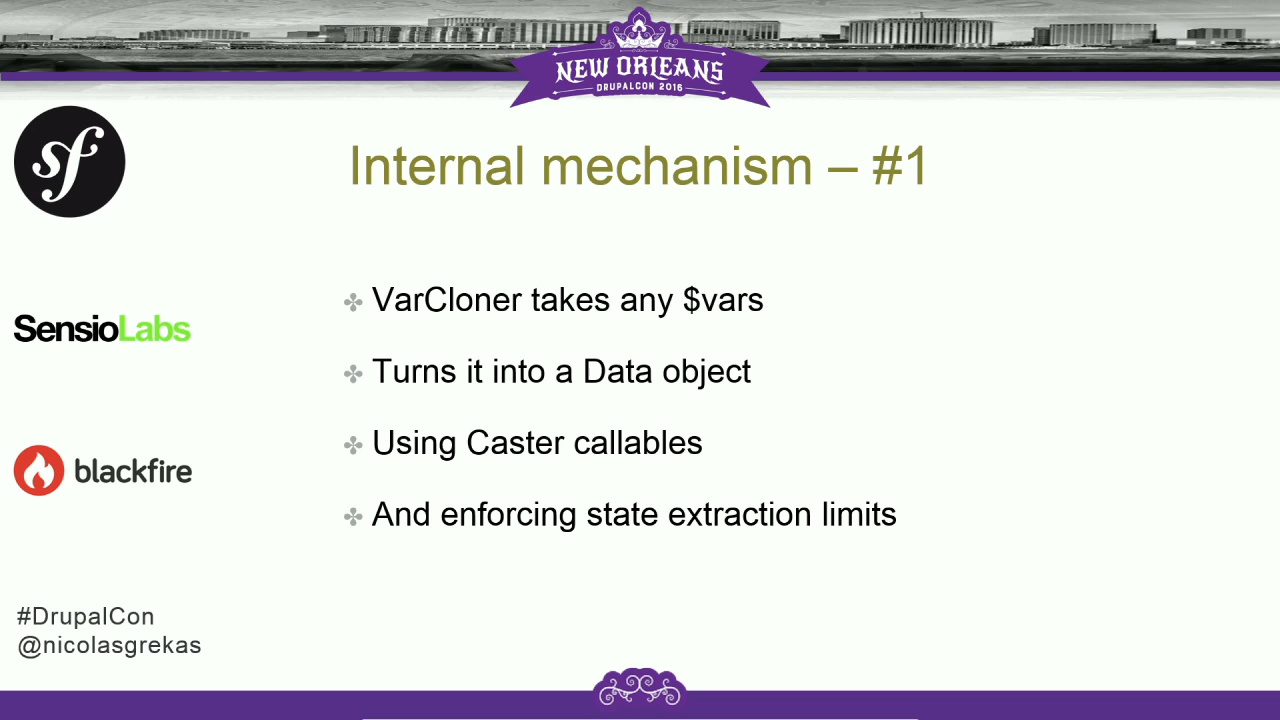 NEW ORLEANS
DRUPALCON 2016
sf
Internal mechanism – #1
VarCloner takes any $vars
Turns it into a Data object
Using Caster callables
And enforcing state extraction limits
SensioLabs
blackfire
#DrupalCon
@nicolasgrekas